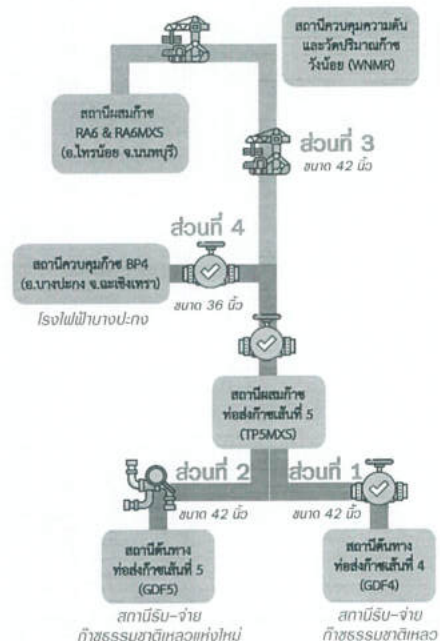 สถานีควบคุมความดัน
และวัดปริมาณก๊าซ
วังน้อย (WNMR)
สถานีผสมก๊าซ
RA6 & RA6MXS
(อ.ไทรน้อย จ.นนทบุรี)
ส่วนที่ 3
ขนาด 42 นิ้ว
ส่วนที่ 4
สถานีควบคุมก๊าซ BP4
(อ.บางปะกง จ.ฉะเชิงเทรา)
โรงไฟฟ้าบางปะกง
ขนาด 36 นิ้ว
สถานีผสมก๊าซ
ท่อส่งก๊าซเส้นที่ 5
(TP5MXS)
ส่วนที่ 2
ส่วนที่ 1
ขนาด 42 นิ้ว
ขนาด 42 นิ้ว
สถานีต้นทาง
ท่อส่งก๊าซเส้นที่ 5
(GDF5)
สถานีต้นทาง
ท่อส่งก๊าซเส้นที่ 4
(GDF4)
สถานีรับ-จ่าย
ก๊าซธรรมชาติเหลวแห่งใหม่
สถานีรับ-จ่าย
ก๊าซธรรมชาติเหลว